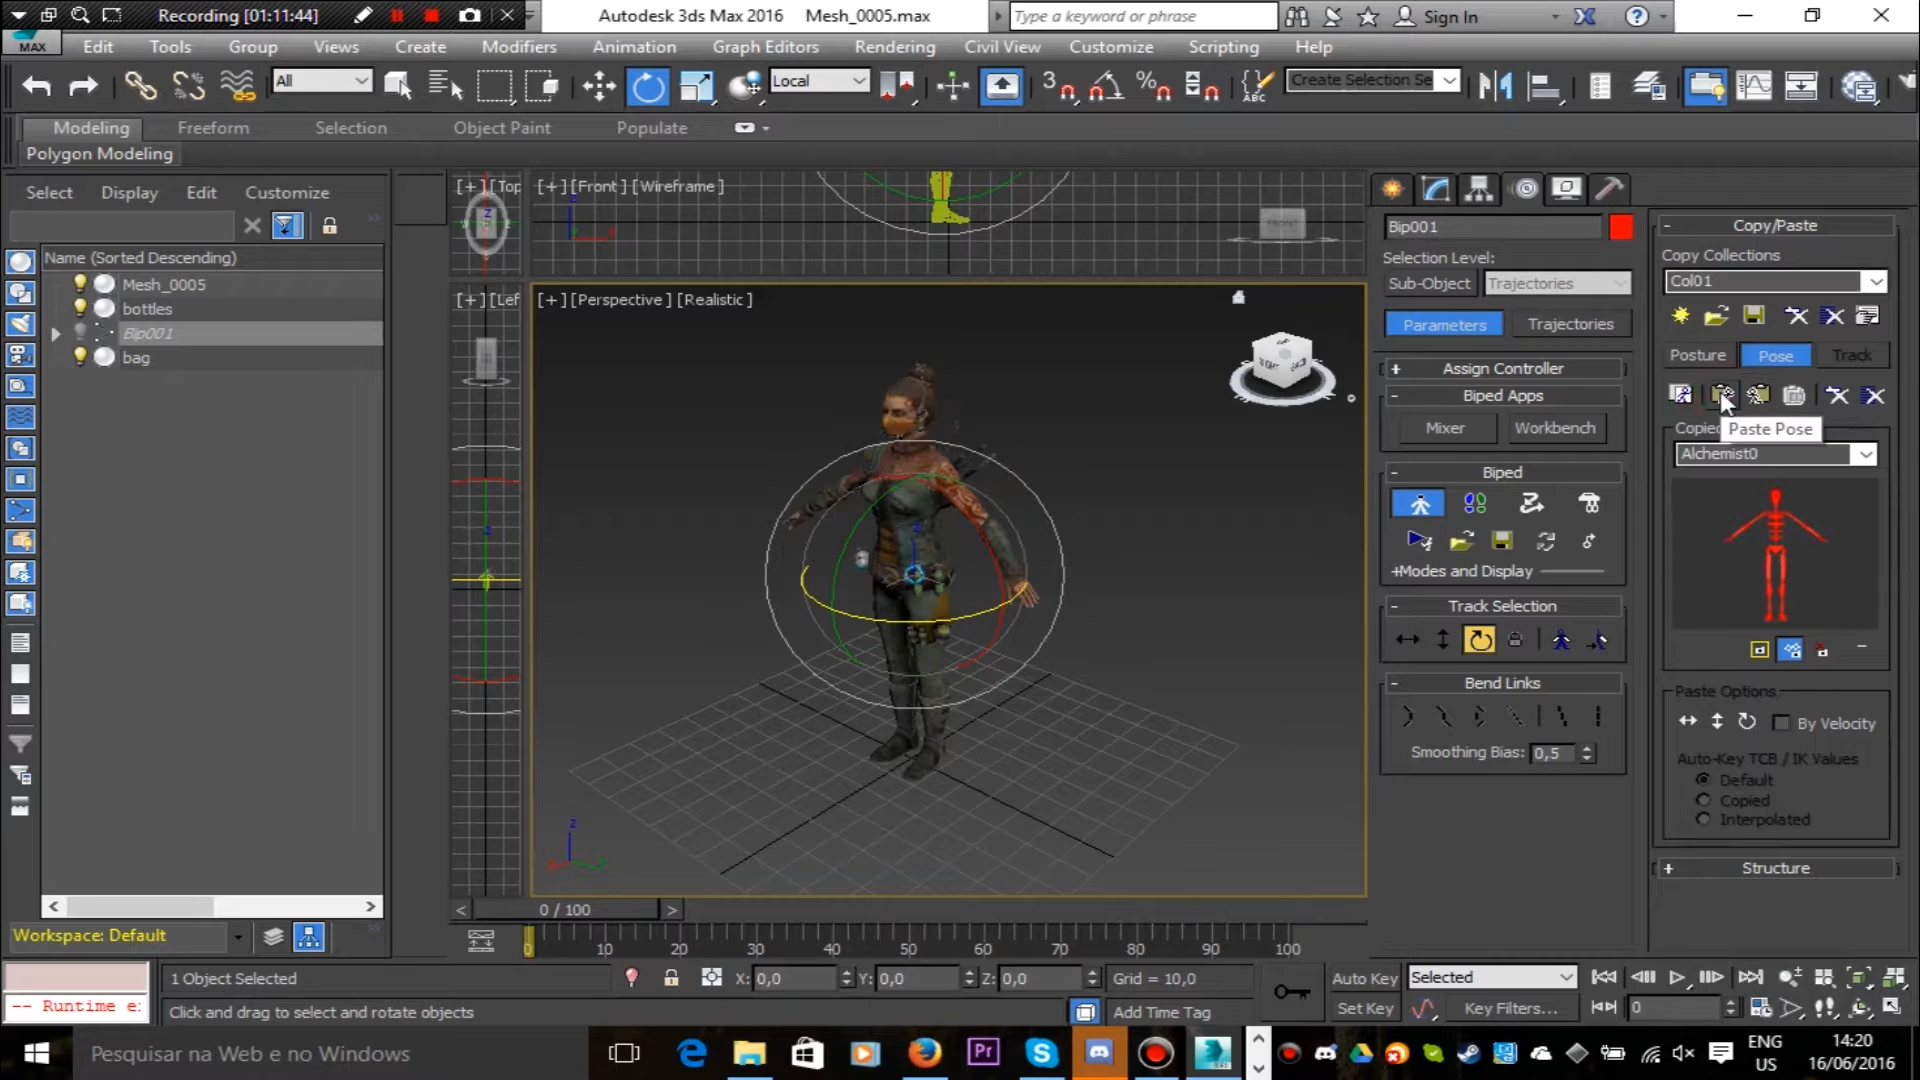 Recording [01:11:44]
Autodesk 3ds Max 2016 Mesh_0005.max
Type a keyword or phrase
Sign In
MAX
Edit Tools Group Views Create Modifiers Animation Graph Editors Rendering Civil View Customize Scripting Help
All
Local
3
%
ABC
Create Selection Se
Modeling Freeform Selection Object Paint Populate
Polygon Modeling
Select Display Edit Customize
Name (Sorted Descending)
Mesh_0005
bottles
Bip001
bag
[+][Top
[+][Front][Wireframe]
FRONT
[+][Lef
[+][Perspective][Realistic]
Bip001
Selection Level:
Sub-Object Trajectories
Parameters Trajectories
+ Assign Controller
- Biped Apps
Mixer Workbench
- Biped
+Modes and Display
- Track Selection
- Bend Links
Smoothing Bias: 0,5
- Copy/Paste
Copy Collections
Col01
Posture Pose Track
Paste Pose
Copied
Alchemist0
Paste Options
By Velocity
Auto-Key TCB / IK Values
Default
Copied
Interpolated
+ Structure
< 0 / 100 >
0 10 20 30 40 50 60 70 80 90 100
Workspace: Default
1 Object Selected
X: 0,0 Y: 0,0 Z: 0,0 Grid = 10,0
Auto Key Selected
-- Runtime e:
Click and drag to select and rotate objects
Add Time Tag
Set Key Key Filters... 0
Pesquisar na Web e no Windows
Pr
ENG
US
14:20
16/06/2016